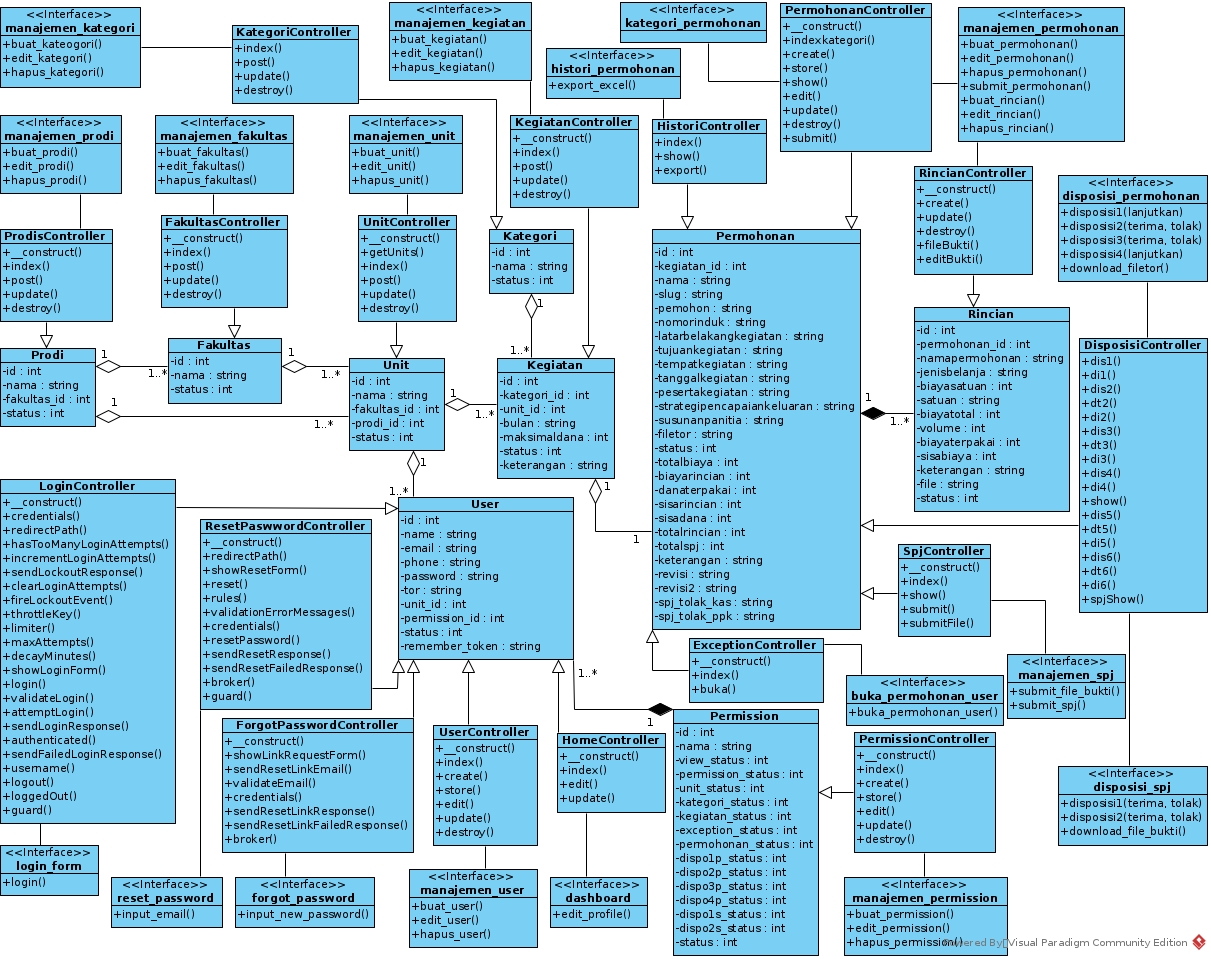 <<Interface>>
manajemen_kategori
+buat_kateogori()
+edit_kategori()
+hapus_kategori()
KategoriController
+index()
+post()
+update()
+destroy()
<<Interface>>
manajemen_kegiatan
+buat_kegiatan()
+edit_kegiatan()
+hapus_kegiatan()
<<Interface>>
histori_permohonan
+export_excel()
<<Interface>>
kategori_permohonan
PermohonanController
+__construct()
+indexkategori()
+create()
+store()
+show()
+edit()
+update()
+destroy()
+submit()
<<Interface>>
manajemen_permohonan
+buat_permohonan()
+edit_permohonan()
+hapus_permohonan()
+submit_permohonan()
+buat_rincian()
+edit_rincian()
+hapus_rincian()
<<Interface>>
manajemen_prodi
+buat_prodi()
+edit_prodi()
+hapus_prodi()
<<Interface>>
manajemen_fakultas
+buat_fakultas()
+edit_fakultas()
+hapus_fakultas()
<<Interface>>
manajemen_unit
+buat_unit()
+edit_unit()
+hapus_unit()
KegiatanController
+__construct()
+index()
+post()
+update()
+destroy()
HistoriController
+index()
+show()
+export()
RincianController
+__construct()
+create()
+update()
+destroy()
+fileBukti()
+editBukti()
<<Interface>>
disposisi_permohonan
+disposisi1(lanjutkan)
+disposisi2(terima, tolak)
+disposisi3(terima, tolak)
+disposisi4(lanjutkan)
+download_filetor()
ProdisController
+__construct()
+index()
+post()
+update()
+destroy()
FakultasController
+__construct()
+index()
+post()
+update()
+destroy()
UnitController
+__construct()
+getUnits()
+index()
+post()
+update()
+destroy()
Kategori
-id : int
-nama : string
-status : int
1
1..*
Permohonan
-id : int
-kegiatan_id : int
-nama : string
-slug : string
-pemohon : string
-nomorinduk : string
-latarbelakangkegiatan : string
-tujuankegiatan : string
-tempatkegiatan : string
-tanggalkegiatan : string
-pesertakegiatan : string
-strategipencapaiankeluaran : string
-susunanpanitia : string
-filetor : string
-status : int
-totalbiaya : int
-biayarincian : int
-danaterpakai : int
-sisarincian : int
-sisadana : int
-totalrincian : int
-totalspj : int
-keterangan : string
-revisi : string
-revisi2 : string
-spj_tolak_kas : string
-spj_tolak_ppk : string
1
1..*
Rincian
-id : int
-permohonan_id : int
-namapermohonan : string
-jenisbelanja : string
-biayasatuan : int
-satuan : string
-biayatotal : int
-volume : int
-biayaterpakai : int
-sisabiaya : int
-keterangan : string
-file : string
-status : int
DisposisiController
+dis1()
+di1()
+dis2()
+dt2()
+di2()
+dis3()
+dt3()
+di3()
+dis4()
+di4()
+show()
+dis5()
+dt5()
+di5()
+dis6()
+dt6()
+di6()
+spjShow()
Prodi
-id : int
-nama : string
-fakultas_id : int
-status : int
1
1..*
1
1..*
Fakultas
-id : int
-nama : string
-status : int
1
1..*
Unit
-id : int
-nama : string
-fakultas_id : int
-prodi_id : int
-status : int
1
1..*
1
1..*
Kegiatan
-id : int
-kategori_id : int
-unit_id : int
-bulan : string
-maksimaldana : int
-status : int
-keterangan : string
1
1
LoginController
+__construct()
+credentials()
+redirectPath()
+hasTooManyLoginAttempts()
+incrementLoginAttempts()
+sendLockoutResponse()
+clearLoginAttempts()
+fireLockoutEvent()
+throttleKey()
+limiter()
+maxAttempts()
+decayMinutes()
+showLoginForm()
+login()
+validateLogin()
+attemptLogin()
+sendLoginResponse()
+authenticated()
+sendFailedLoginResponse()
+username()
+logout()
+loggedOut()
+guard()
ResetPaswwordController
+__construct()
+redirectPath()
+showResetForm()
+reset()
+rules()
+validationErrorMessages()
+credentials()
+resetPassword()
+sendResetResponse()
+sendResetFailedResponse()
+broker()
+guard()
User
-id : int
-name : string
-email : string
-phone : string
-password : string
-tor : string
-unit_id : int
-permission_id : int
-status : int
-remember_token : string
1..*
1
SpjController
+__construct()
+index()
+show()
+submit()
+submitFile()
ExceptionController
+__construct()
+index()
+buka()
<<Interface>>
buka_permohonan_user
+buka_permohonan_user()
<<Interface>>
manajemen_spj
+submit_file_bukti()
+submit_spj()
ForgotPasswordController
+__construct()
+showLinkRequestForm()
+sendResetLinkEmail()
+validateEmail()
+credentials()
+sendResetLinkResponse()
+sendResetLinkFailedResponse()
+broker()
UserController
+__construct()
+index()
+create()
+store()
+edit()
+update()
+destroy()
HomeController
+__construct()
+index()
+edit()
+update()
Permission
-id : int
-nama : string
-view_status : int
-permission_status : int
-unit_status : int
-kategori_status : int
-kegiatan_status : int
-exception_status : int
-permohonan_status : int
-dispo1p_status : int
-dispo2p_status : int
-dispo3p_status : int
-dispo4p_status : int
-dispo1s_status : int
-dispo2s_status : int
-status : int
PermissionController
+__construct()
+index()
+create()
+store()
+edit()
+update()
+destroy()
<<Interface>>
disposisi_spj
+disposisi1(terima, tolak)
+disposisi2(terima, tolak)
+download_file_bukti()
<<Interface>>
login_form
+login()
<<Interface>>
reset_password
+input_email()
<<Interface>>
forgot_password
+input_new_password()
<<Interface>>
manajemen_user
+buat_user()
+edit_user()
+hapus_user()
<<Interface>>
dashboard
+edit_profile()
<<Interface>>
manajemen_permission
+buat_permission()
+edit_permission()
+hapus_permission()
Powered By Visual Paradigm Community Edition